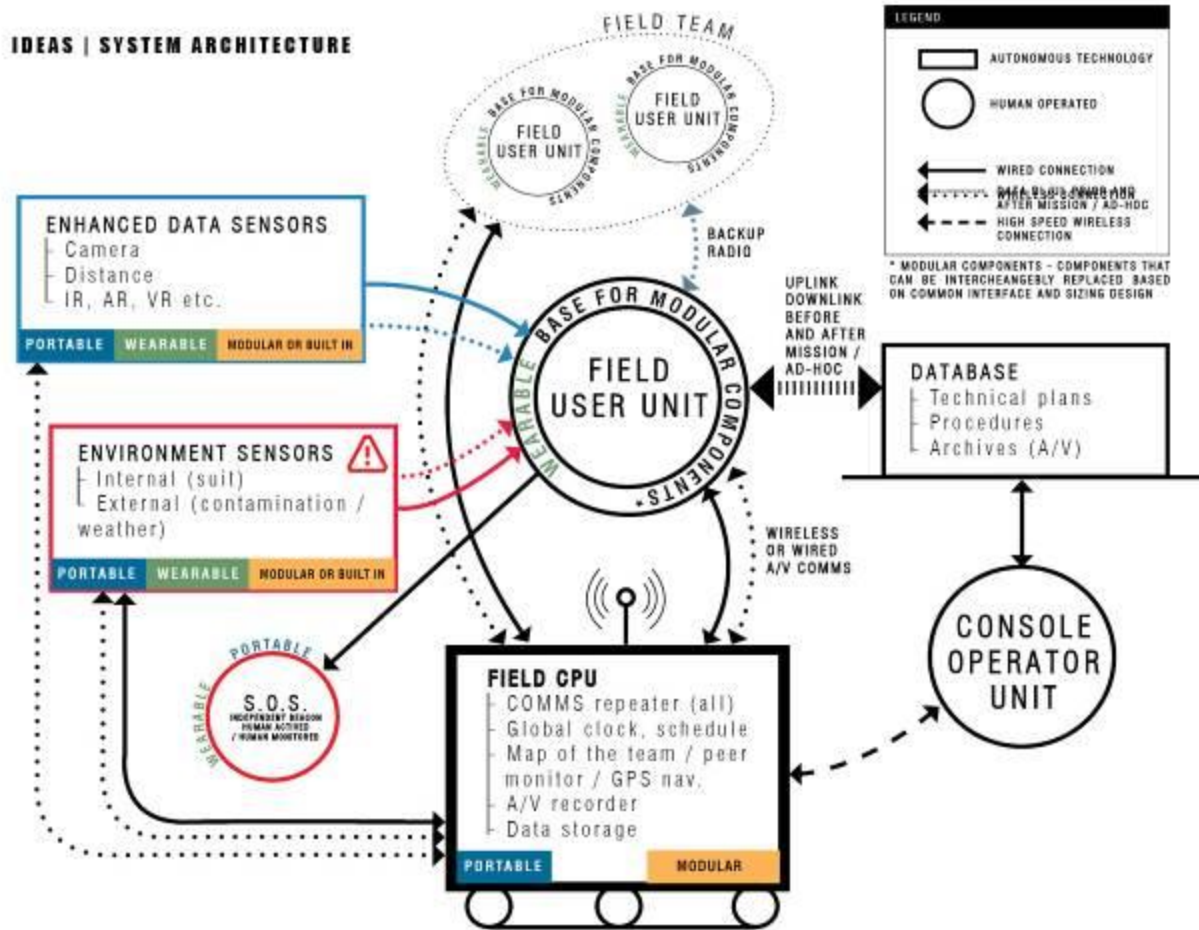 IDEAS | SYSTEM ARCHITECTURE
FIELD TEAM
WEARABLE BASE FOR MODULAR COMPONENTS
FIELD
USER UNIT
WEARABLE BASE FOR MODULAR COMPONENTS
FIELD
USER UNIT
LEGEND
AUTONOMOUS TECHNOLOGY
HUMAN OPERATED
WIRED CONNECTION
WIRELESS CONNECTION
AFTER MISSION / AD-HOC
HIGH SPEED WIRELESS
CONNECTION
* MODULAR COMPONENTS - COMPONENTS THAT
CAN BE INTERCHEANGEBLY REPLACED BASED
ON COMMON INTERFACE AND SIZING DESIGN
ENHANCED DATA SENSORS
Camera
Distance
IR, AR, VR etc.
PORTABLE WEARABLE MODULAR OR BUILT IN
BACKUP
RADIO
UPLINK
DOWNLINK
BEFORE
AND AFTER
MISSION /
AD-HOC
WEARABLE BASE FOR MODULAR COMPONENTS*
FIELD
USER UNIT
DATABASE
Technical plans
Procedures
Archives (A/V)
ENVIRONMENT SENSORS
Internal (suit)
External (contamination /
weather)
PORTABLE WEARABLE MODULAR OR BUILT IN
WIRELESS
OR WIRED
A/V COMMS
WEARABLE PORTABLE
S.O.S.
INDEPENDENT BEACON
HUMAN ACTIVED
/ HUMAN MONITORED
CONSOLE
OPERATOR
UNIT
FIELD CPU
COMMS repeater (all)
Global clock, schedule
Map of the team / peer
monitor / GPS nav.
A/V recorder
Data storage
PORTABLE MODULAR